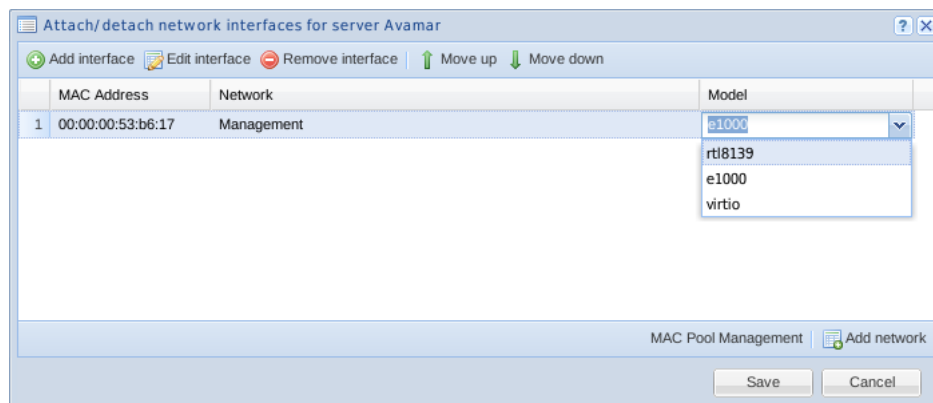 Attach/detach network interfaces for server Avamar ?
Add interface Edit interface Remove interface Move up Move down
MAC Address Network Model
1 00:00:00:53:b6:17 Management e1000
rtl8139
e1000
virtio
MAC Pool Management Add network
Save Cancel